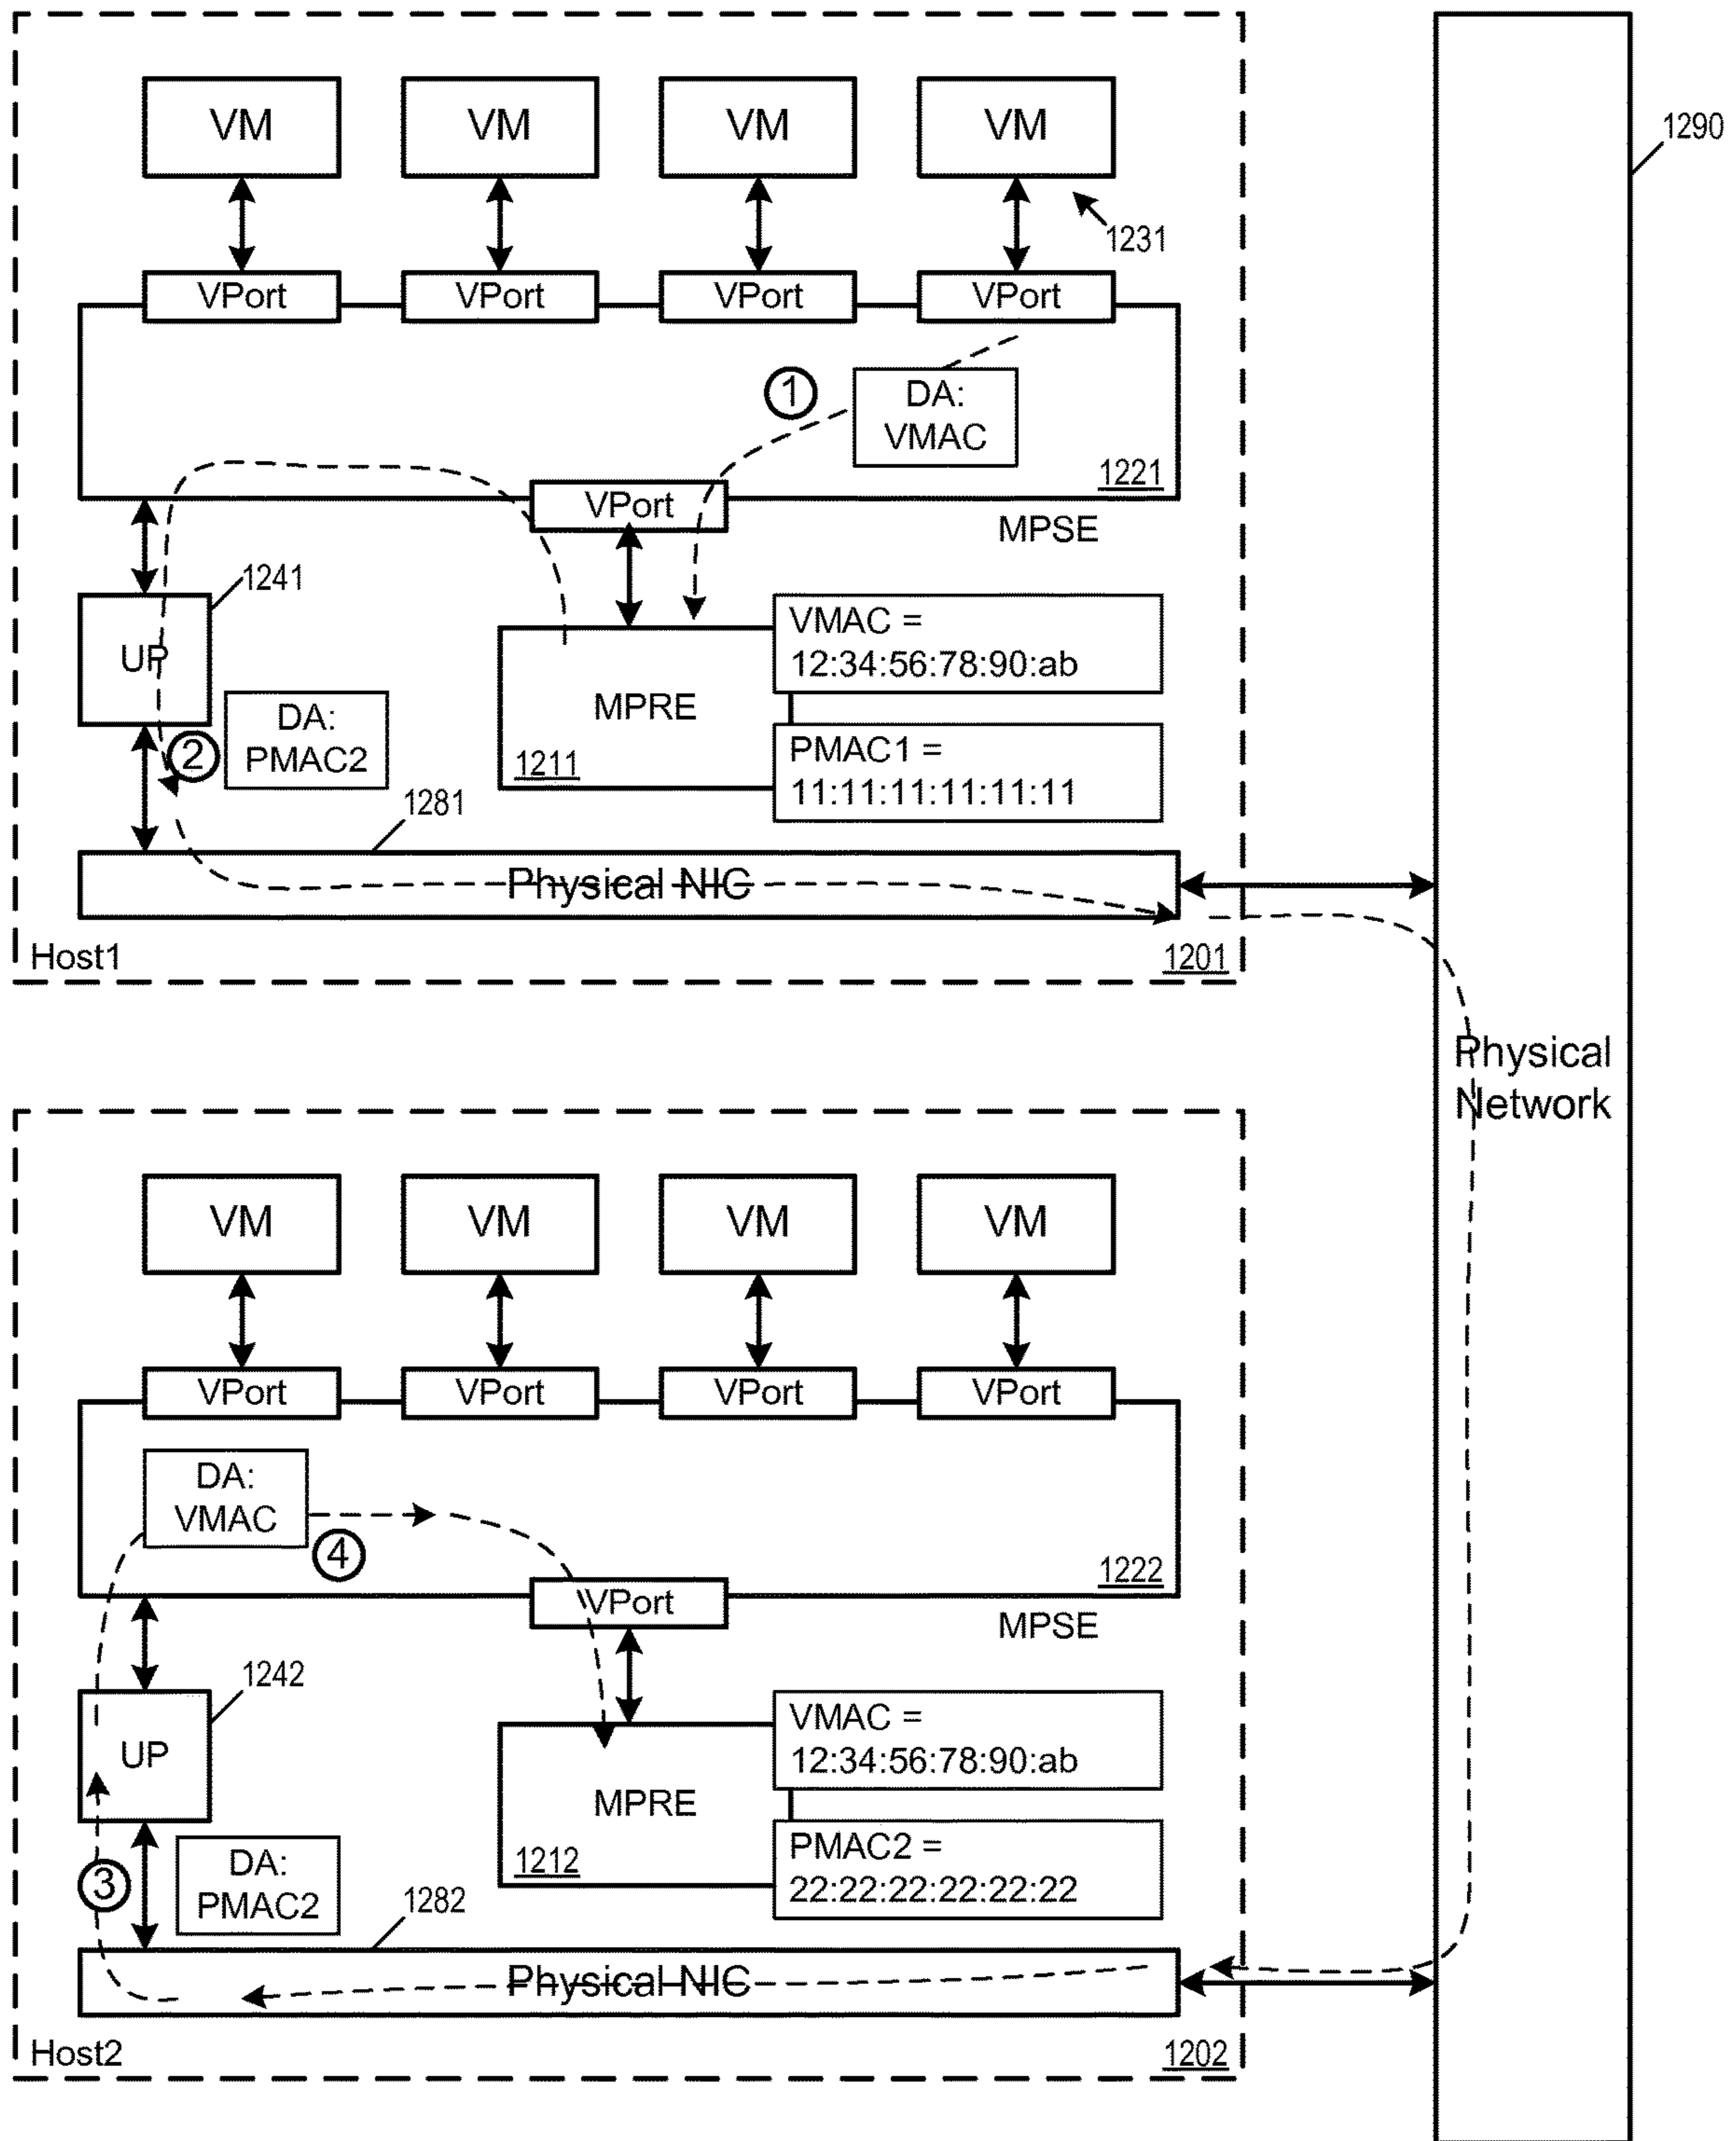 VM
VM
VM
VM
1290
1231
VPort
VPort
VPort
VPort
1
DA:
VMAC
1221
VPort
MPSE
1241
UP
VMAC =
12:34:56:78:90:ab
MPRE
1211
PMAC1 =
11:11:11:11:11:11
2
DA:
PMAC2
1281
Physical NIC
Host1
1201
Physical
Network
VM
VM
VM
VM
VPort
VPort
VPort
VPort
DA:
VMAC
4
1222
VPort
MPSE
1242
UP
VMAC =
12:34:56:78:90:ab
MPRE
1212
PMAC2 =
22:22:22:22:22:22
3
DA:
PMAC2
1282
Physical NIC
Host2
1202